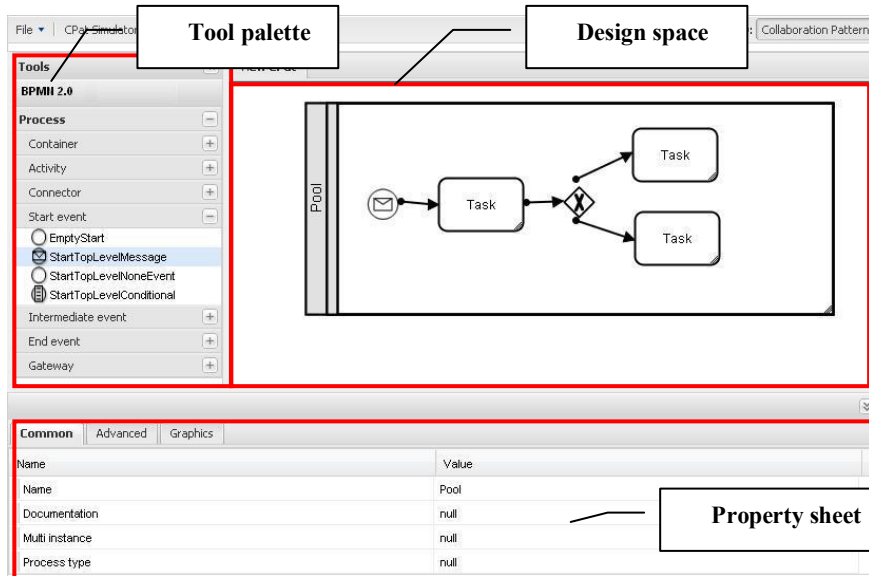 File CPat Simulator
Tool palette
Design space
: Collaboration Pattern
Tools
BPMN 2.0
Process
Container
Activity
Connector
Start event
EmptyStart
StartTopLevelMessage
StartTopLevelNoneEvent
StartTopLevelConditional
Intermediate event
End event
Gateway
Pool
Task
Task
Task
Common Advanced Graphics
Name Value
Name Pool
Documentation null
Multi instance null
Process type null
Property sheet